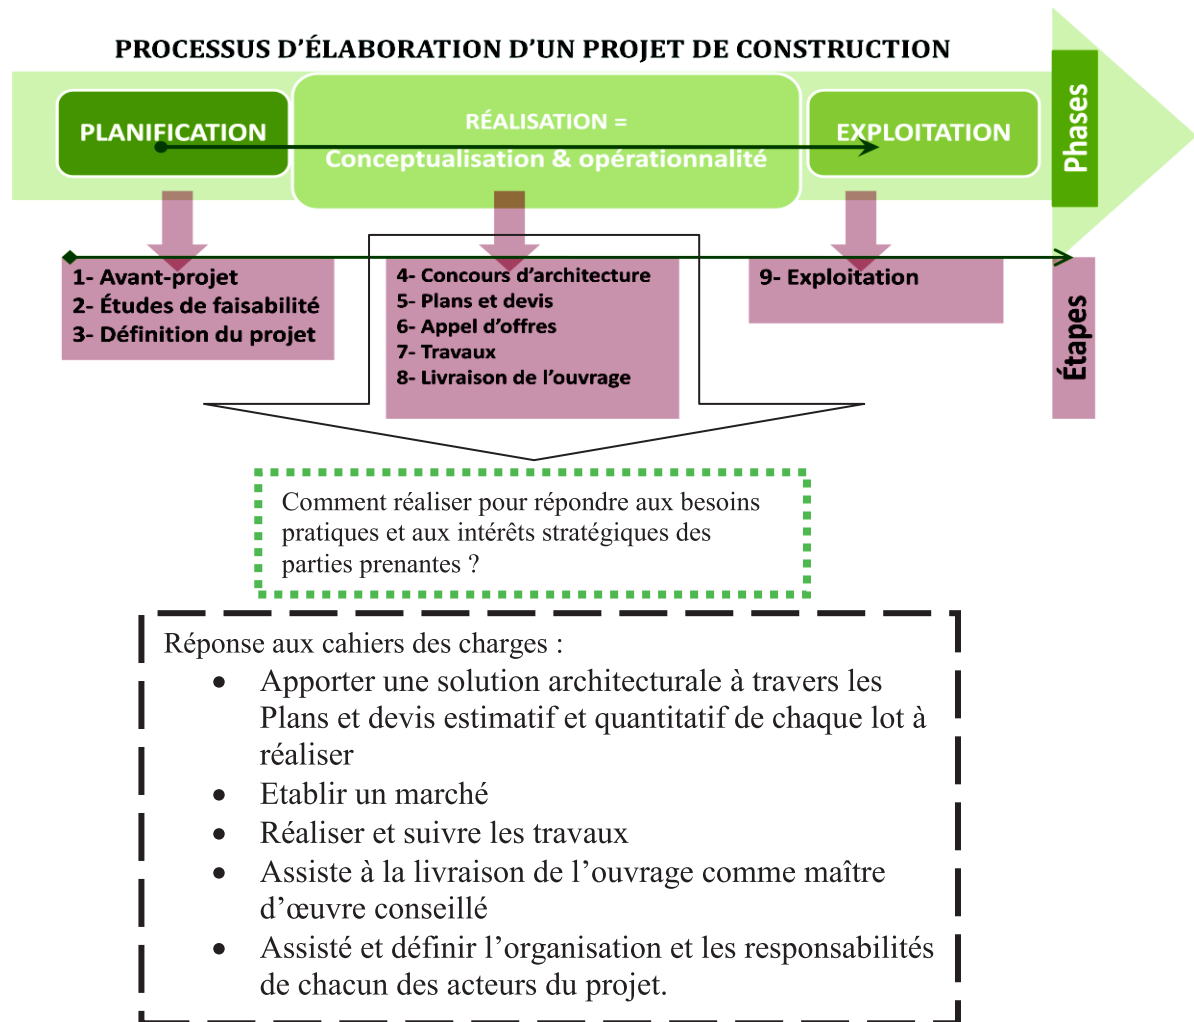 PROCESSUS D’ÉLABORATION D’UN PROJET DE CONSTRUCTION
PLANIFICATION
RÉALISATION =
Conceptualisation & opérationnalité
EXPLOITATION
Phases
1- Avant-projet
2- Études de faisabilité
3- Définition du projet
4- Concours d’architecture
5- Plans et devis
6- Appel d’offres
7- Travaux
8- Livraison de l’ouvrage
9- Exploitation
Étapes
Comment réaliser pour répondre aux besoins
pratiques et aux intérêts stratégiques des
parties prenantes ?
Réponse aux cahiers des charges :
• Apporter une solution architecturale à travers les
Plans et devis estimatif et quantitatif de chaque lot à
réaliser
• Etablir un marché
• Réaliser et suivre les travaux
• Assiste à la livraison de l’ouvrage comme maître
d’œuvre conseillé
• Assisté et définir l’organisation et les responsabilités
de chacun des acteurs du projet.